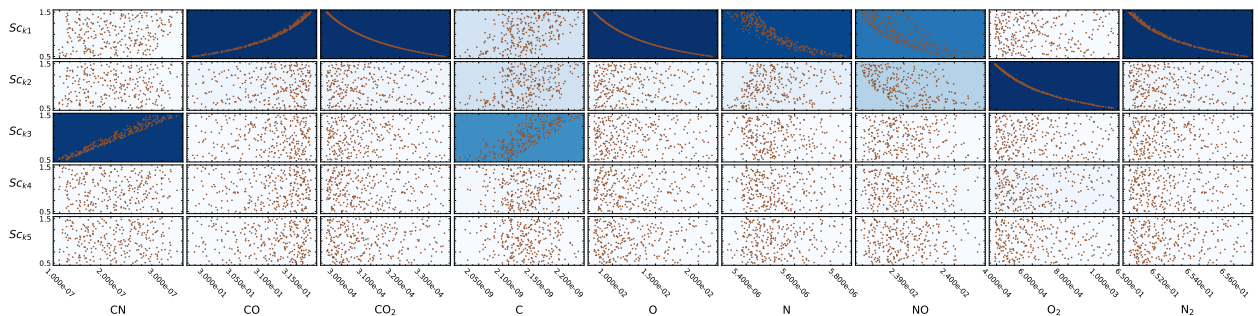 Sc_k1 1.5 0.5
Sc_k2 1.5 0.5
Sc_k3 1.5 0.5
Sc_k4 1.5 0.5
Sc_k5 1.5 0.5
1.000e-07 2.000e-07 3.000e-07 3.000e-01 3.050e-01 3.100e-01 3.150e-01 3.000e-04 3.100e-04 3.200e-04 3.300e-04 2.050e-09 2.100e-09 2.150e-09 2.200e-09 1.000e-02 1.500e-02 2.000e-02 5.400e-06 5.600e-06 5.800e-06 2.390e-02 2.400e-02 4.000e-04 6.000e-04 8.000e-04 1.000e-03 6.500e-01 6.520e-01 6.540e-01 6.560e-01
CN CO CO₂ C O N NO O₂ N₂